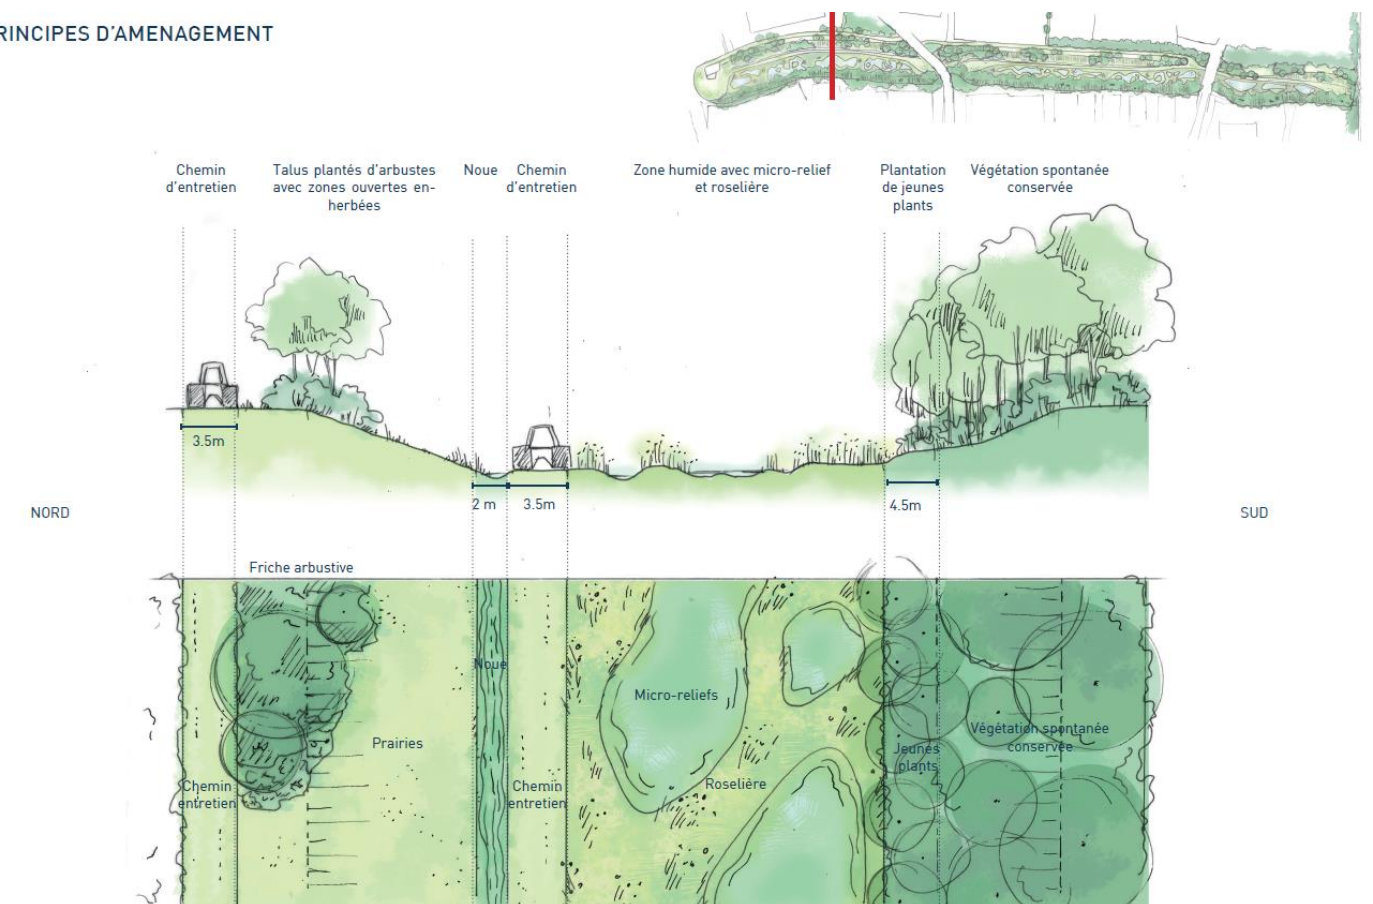 RINCIPES D'AMENAGEMENT
Chemin
d'entretien
Talus plantés d'arbustes
avec zones ouvertes en-
herbées
Noue
Chemin
d'entretien
Zone humide avec micro-relief
et roselière
Plantation
de jeunes
plants
Végétation spontanée
conservée
3.5m
2 m
3.5m
4.5m
NORD
SUD
Friche arbustive
Noue
Micro-reliefs
Prairies
Végétation spontanée
conservée
Jeunes
plants
Chemin
entretien
Chemin
entretien
Roselière